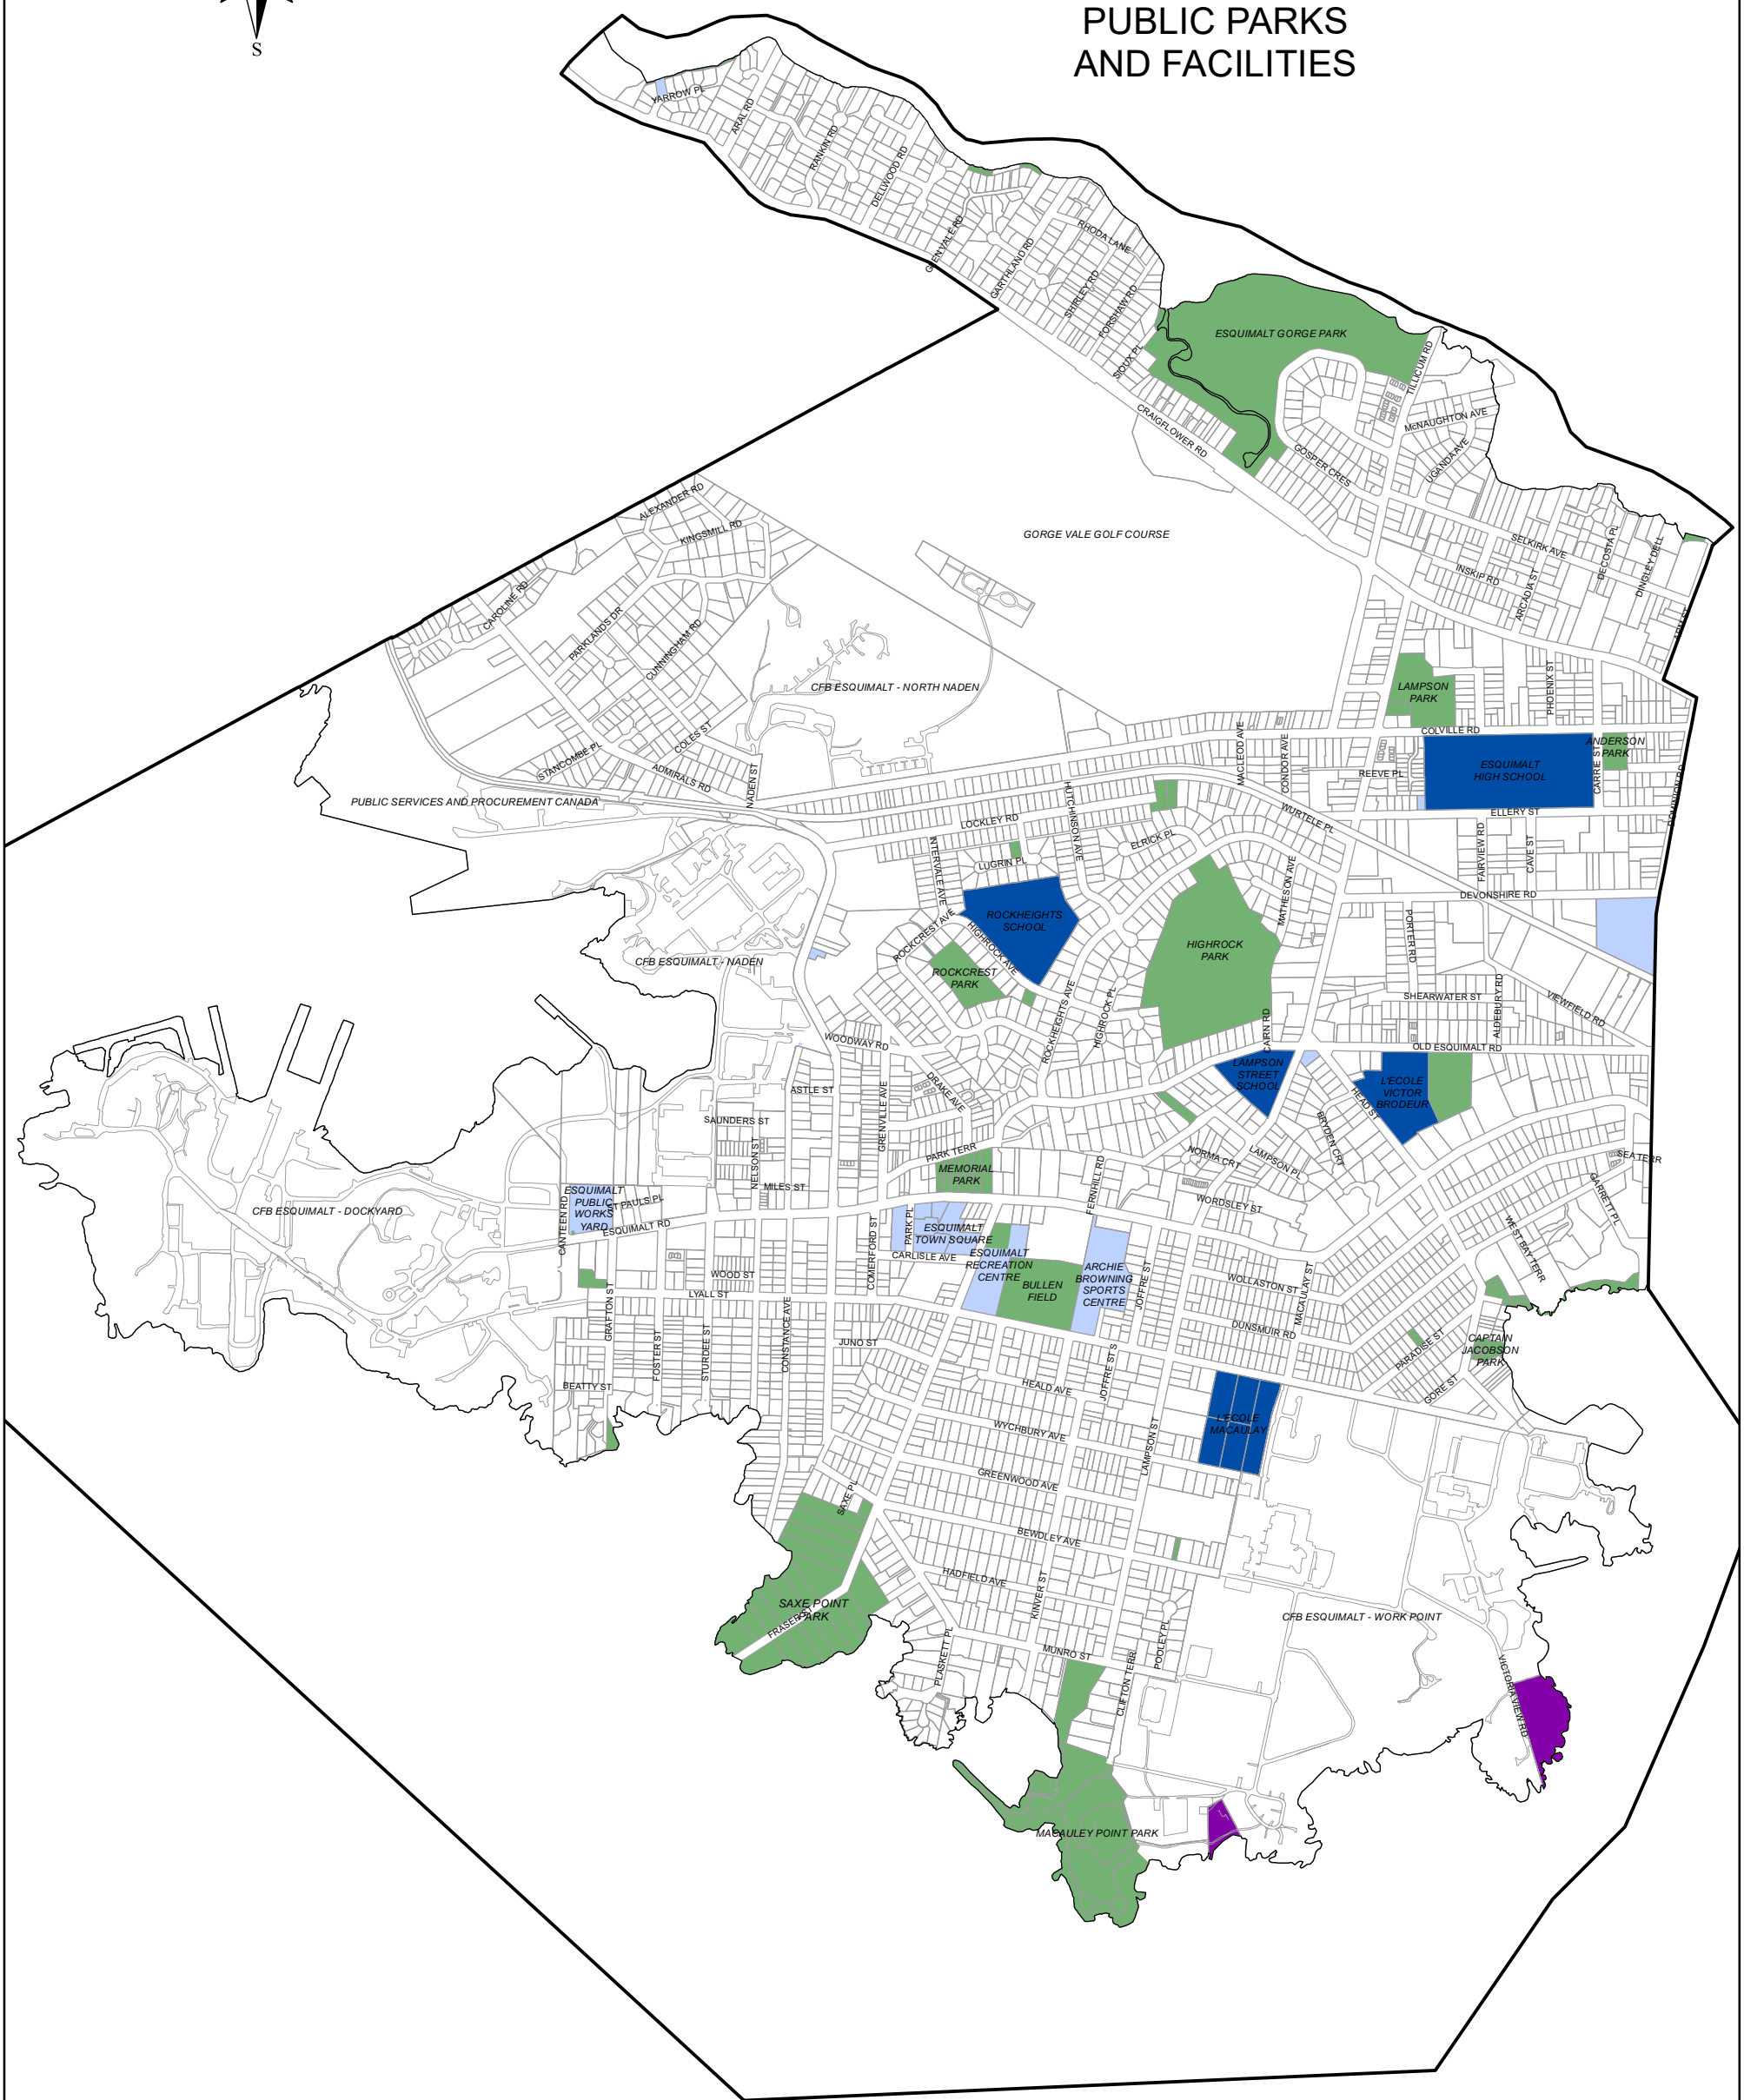 S
PUBLIC PARKS
AND FACILITIES
YARROW PL
ARAL RD
RANKIN RD
DELLWOOD RD
GLENVALE RD
GARTHLAND RD
RHODA LANE
SHIRLEY RD
FORSHAW RD
SIOUX PL
ESQUIMALT GORGE PARK
TILLICUM RD
CRAIGFLOWER RD
McNAUGHTON AVE
UGANDA AVE
GOSPER CRES
ALEXANDER RD
KINGSMILL RD
GORGE VALE GOLF COURSE
SELKIRK AVE
DECOSTA PL
DINGLEY DELL
INSKIP RD
ARCADIA ST
CAROLINE RD
PARKLANDS DR
CUNNINGHAM RD
CFB ESQUIMALT - NORTH NADEN
LAMPSON
PARK
PHOENIX ST
COLVILLE RD
ANDERSON
PARK
COLES ST
STANCOMBE PL
ADMIRALS RD
NADEN ST
MACLEOD AVE
CONDOR AVE
REEVE PL
ESQUIMALT
HIGH SCHOOL
CARRIE ST
DOMINION RD
PUBLIC SERVICES AND PROCUREMENT CANADA
ELLERY ST
LOCKLEY RD
HUTCHINSON AVE
WURTELE PL
ELRICK PL
INTERVALE AVE
LUGRIN PL
FAIRVIEW RD
CAVE ST
MATHESON AVE
DEVONSHIRE RD
ROCKHEIGHTS
SCHOOL
ROCKCREST AVE
HIGHROCK AVE
PORTER RD
HIGHROCK
PARK
CFB ESQUIMALT - NADEN
ROCKCREST
PARK
SHEARWATER ST
ALDEBURY RD
VIEWFIELD RD
ROCKHEIGHTS AVE
HIGHROCK PL
CAIRN RD
WOODWAY RD
OLD ESQUIMALT RD
LAMPSON
STREET
SCHOOL
L'ECOLE
VICTOR
BRODEUR
HEAD ST
ASTLE ST
DRAKE AVE
GRENVILLE AVE
SAUNDERS ST
NELSON ST
BRYDEN CRT
PARK TERR
NORMA CRT
LAMPSON PL
SEA TERR
MEMORIAL
PARK
FERNHILL RD
GARRETT PL
MILES ST
ESQUIMALT
PUBLIC
WORKS
YARD
ST PAULS PL
WORDSLEY ST
CFB ESQUIMALT - DOCKYARD
CANTEEN RD
ESQUIMALT RD
COMERFORD ST
PARK PL
ESQUIMALT
TOWN SQUARE
WEST BAY TERR
CARLISLE AVE
ESQUIMALT
RECREATION
CENTRE
ARCHIE
BROWNING
SPORTS
CENTRE
BULLEN
FIELD
JOFFRE ST
WOLLASTON ST
MACAULAY ST
WOOD ST
LYALL ST
GRAFTON ST
FOSTER ST
STURDEE ST
CONSTANCE AVE
JUNO ST
DUNSMUIR RD
PARADISE ST
CAPTAIN
JACOBSON
PARK
BEATTY ST
HEALD AVE
JOFFRE ST S
GORE ST
WYCHBURY AVE
L'ECOLE
MACAULAY
LAMPSON ST
GREENWOOD AVE
SAXE PL
BEWDLEY AVE
HADFIELD AVE
KINVER ST
SAXE POINT
PARK
FRASER ST
CFB ESQUIMALT - WORK POINT
PLASKETT PL
MUNRO ST
POOLEY PL
CLIFTON TERR
VICTORIA VIEW RD
MACAULEY POINT PARK